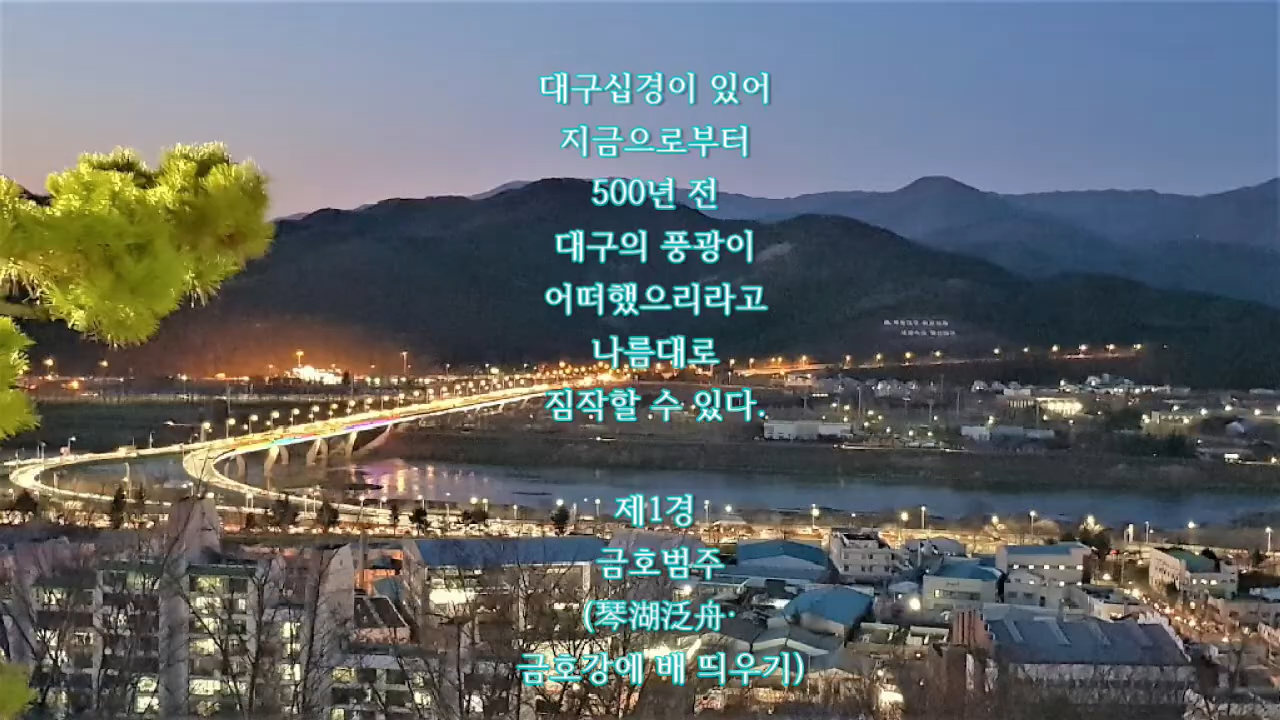 대구십경이 있어
지금으로부터
500년 전
대구의 풍광이
어떠했으리라고
나름대로
짐작할 수 있다.
제1경
금호범주
(琴湖泛舟·
금호강에 배 띄우기)